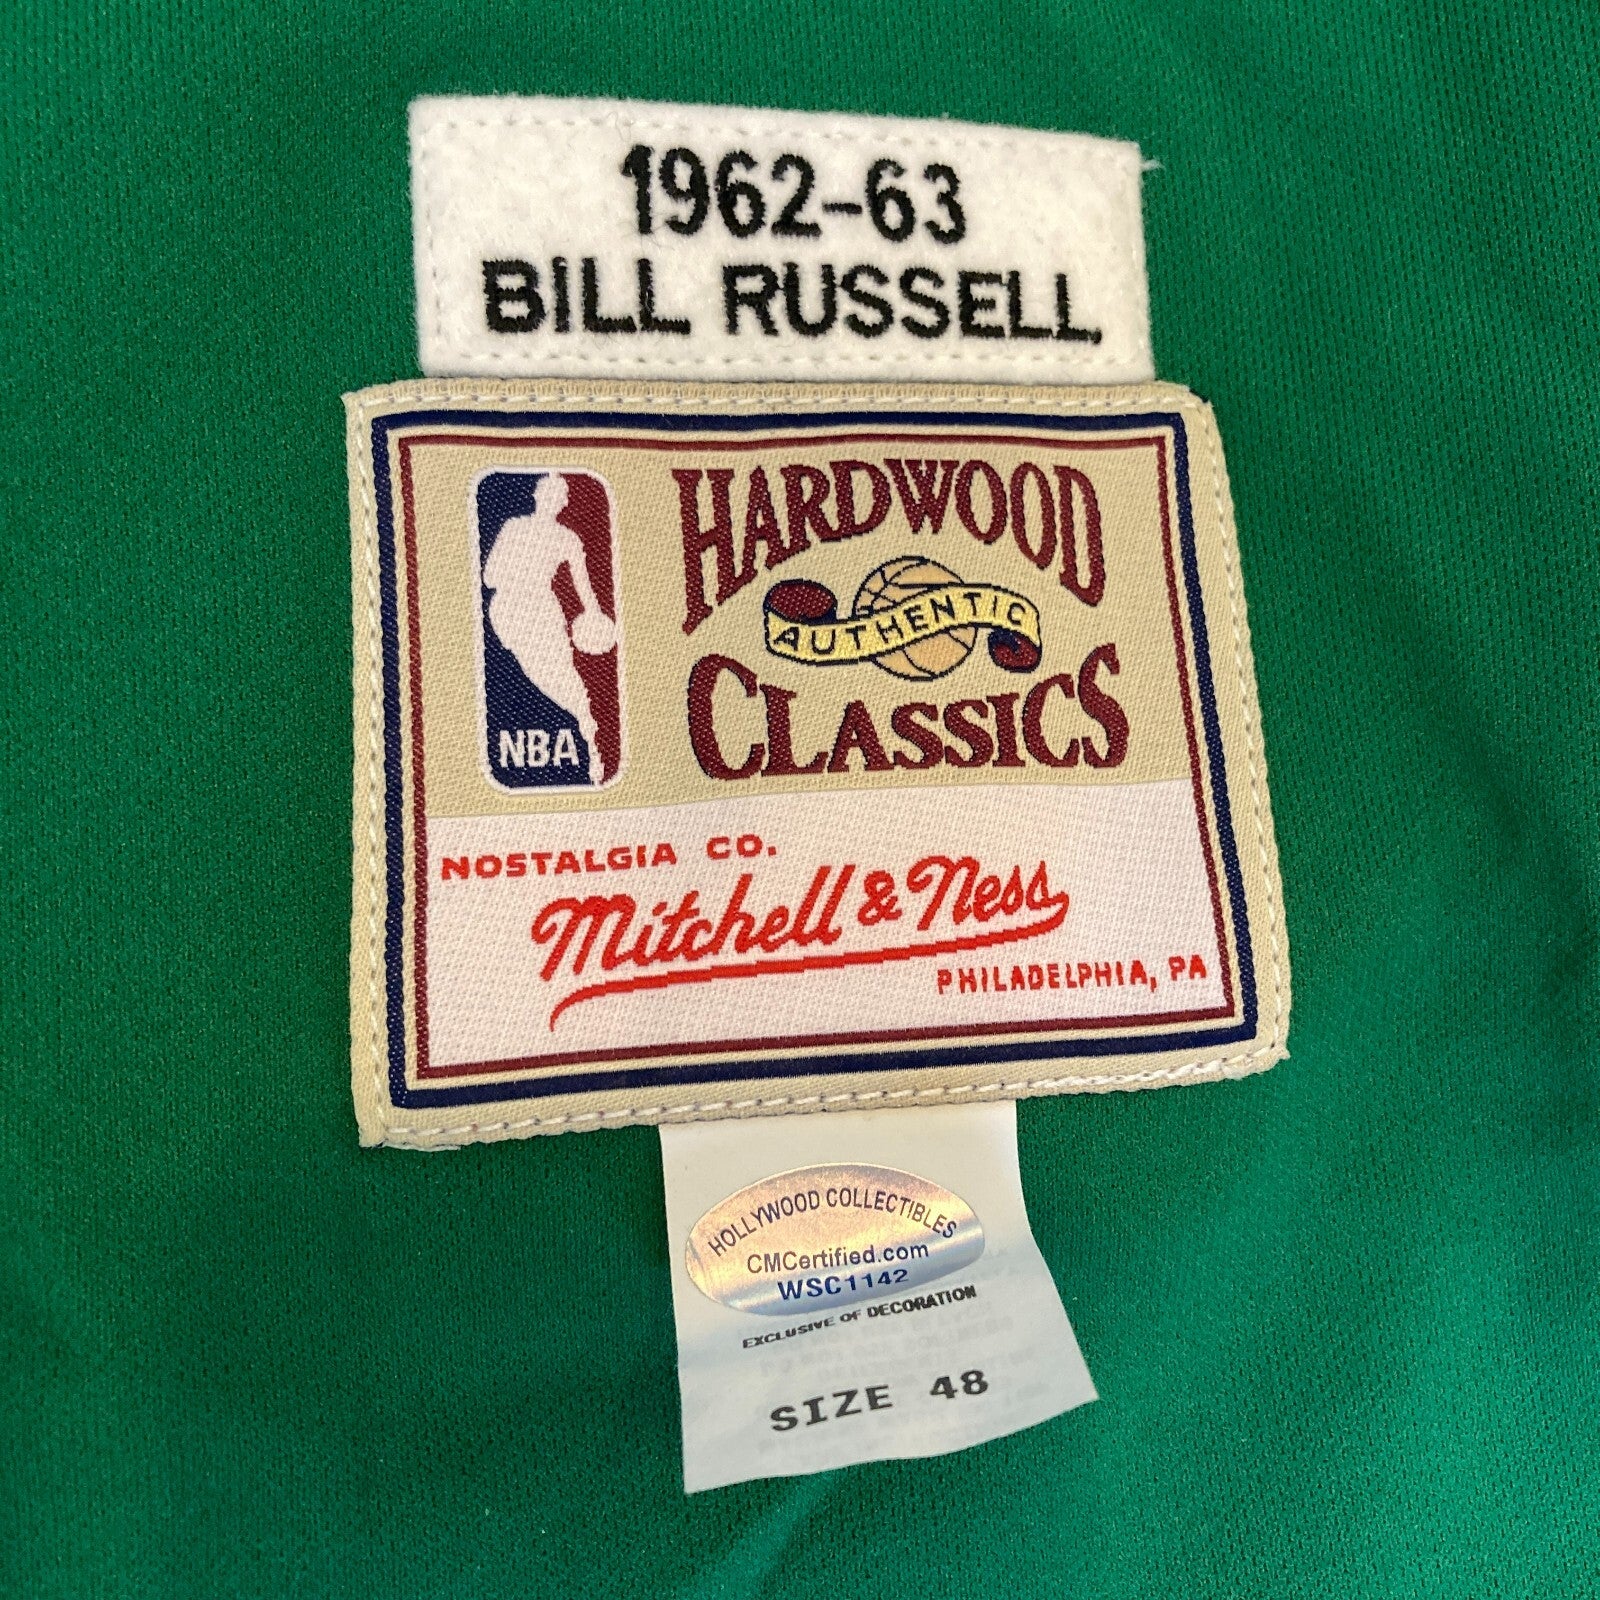 1962-63
BILL RUSSELL
HARDWOOD
AUTHENTIC
CLASSICS
NBA
NOSTALGIA CO.
Mitchell & Ness
PHILADELPHIA, PA
HOLLYWOOD COLLECTIBLES
CMCertified.com
WSC1142
EXCLUSIVE OF DECORATION
SIZE 48